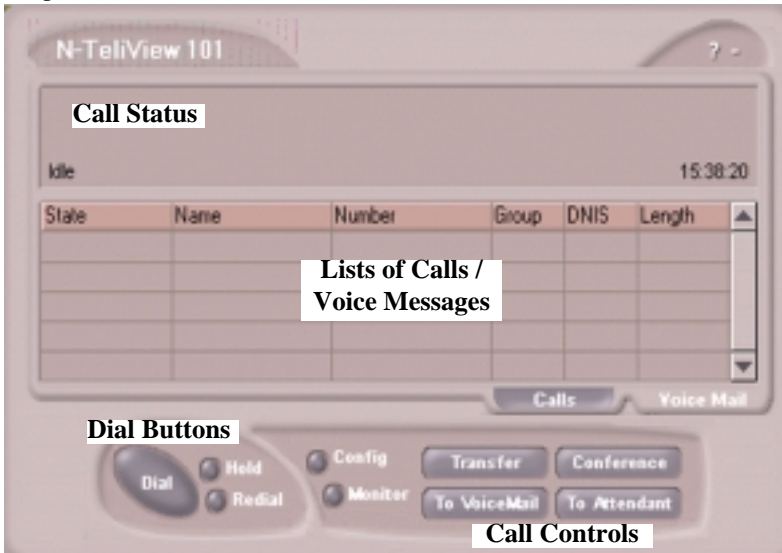 N-TeliView 101
? -
Call Status
Idle
15:38:20
State Name Number Group DNIS Length
Lists of Calls /
Voice Messages
Calls Voice Mail
Dial Buttons
Dial Hold Redial
Config Monitor
Transfer Conference
To VoiceMail To Attendant
Call Controls